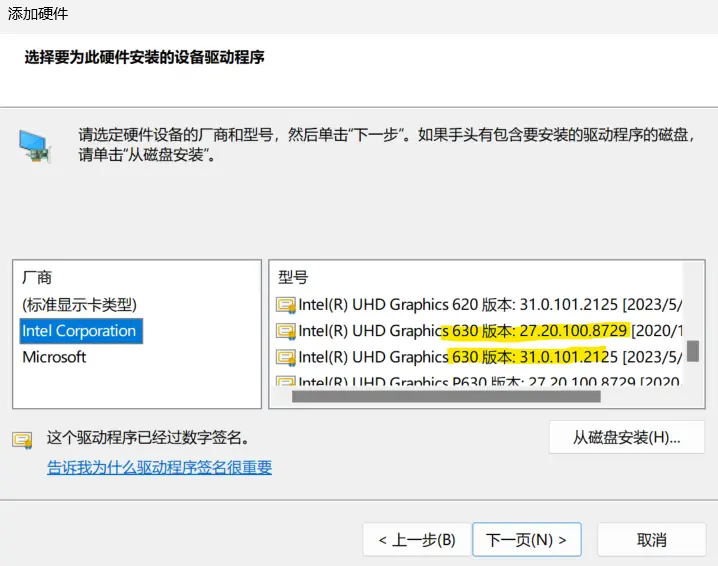 添加硬件
选择要为此硬件安装的设备驱动程序
请选定硬件设备的厂商和型号，然后单击“下一步”。如果手头有包含要安装的驱动程序的磁盘，
请单击“从磁盘安装”。
厂商
(标准显示卡类型)
Intel Corporation
Microsoft
型号
Intel(R) UHD Graphics 620 版本: 31.0.101.2125 [2023/5/
Intel(R) UHD Graphics 630 版本: 27.20.100.8729 [2020/1
Intel(R) UHD Graphics 630 版本: 31.0.101.2125 [2023/5/
Intel(R) UHD Graphics P630 版本: 27.20.100.8729 [2020
这个驱动程序已经过数字签名。
告诉我为什么驱动程序签名很重要
从磁盘安装(H)...
< 上一步(B)
下一页(N) >
取消